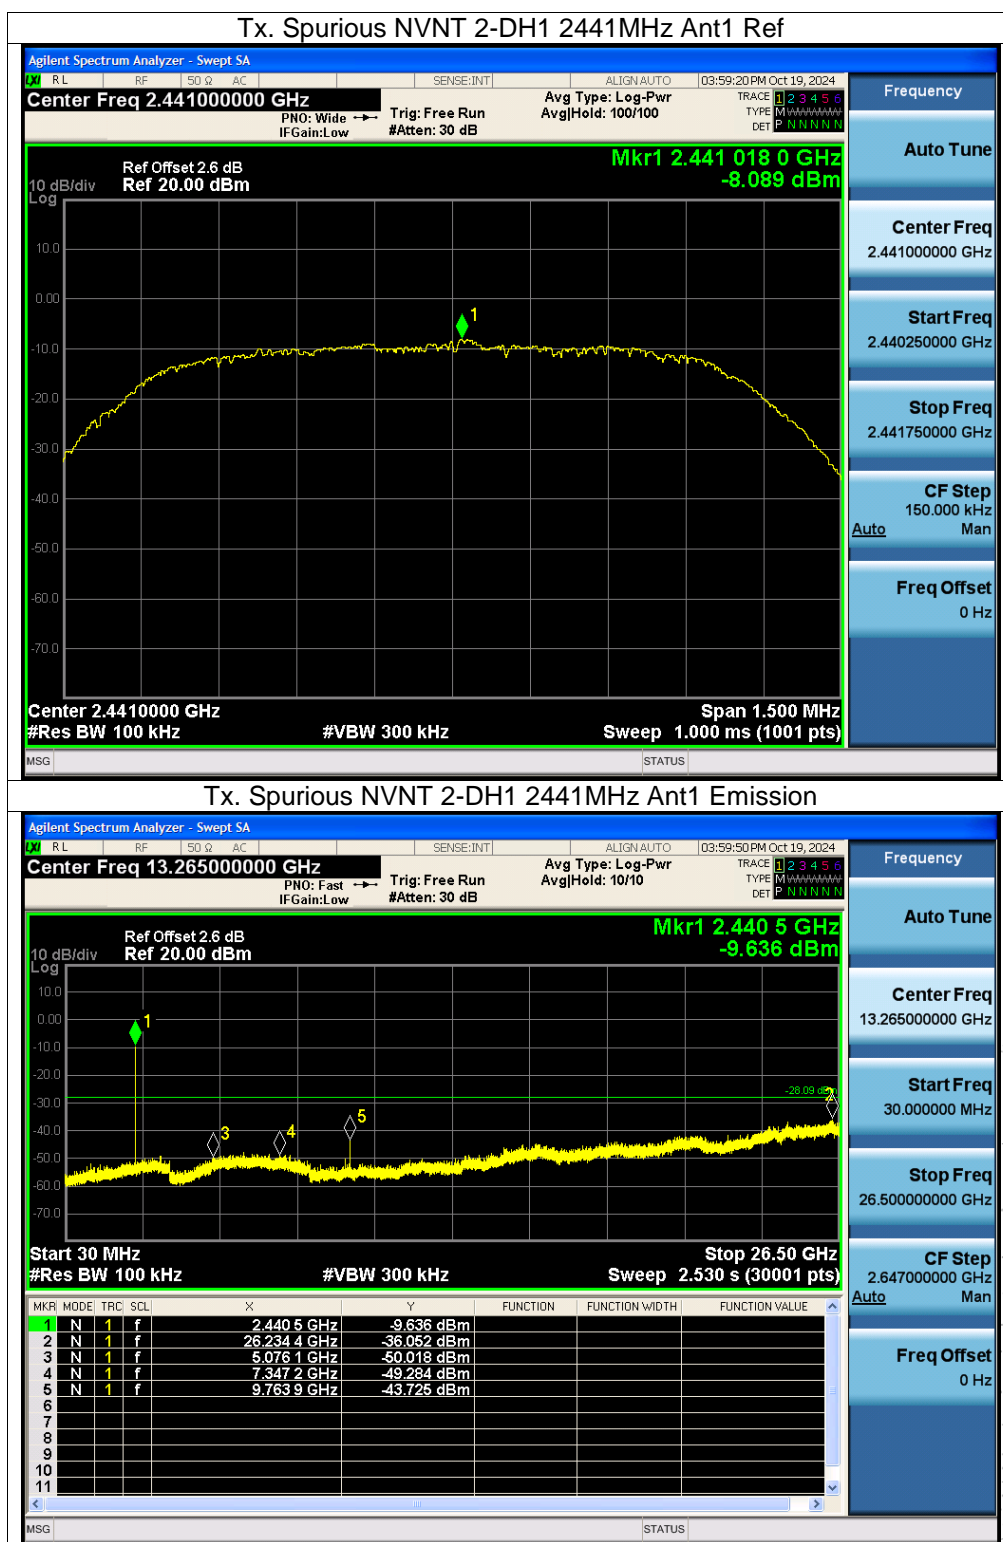 Tx. Spurious NVNT 2-DH1 2441MHz Ant1 Ref
Agilent Spectrum Analyzer - Swept SA
LXI RL RF 50 Ω AC SENSE:INT ALIGN AUTO 03:59:20 PM Oct 19, 2024
Center Freq 2.441000000 GHz
PNO: Wide
IFGain:Low
Trig: Free Run
#Atten: 30 dB
Avg Type: Log-Pwr
Avg|Hold: 100/100
TRACE 1 2 3 4 5 6
TYPE M
DET P N N N N N
Frequency
Auto Tune
Center Freq
2.441000000 GHz
Start Freq
2.440250000 GHz
Stop Freq
2.441750000 GHz
CF Step
150.000 kHz
Auto Man
Freq Offset
0 Hz
Mkr1 2.441 018 0 GHz
-8.089 dBm
Ref Offset 2.6 dB
10 dB/div Ref 20.00 dBm
Log
10.0
0.00
-10.0
-20.0
-30.0
-40.0
-50.0
-60.0
-70.0
1
Center 2.4410000 GHz Span 1.500 MHz
#Res BW 100 kHz #VBW 300 kHz Sweep 1.000 ms (1001 pts)
MSG STATUS
Tx. Spurious NVNT 2-DH1 2441MHz Ant1 Emission
Agilent Spectrum Analyzer - Swept SA
LXI RL RF 50 Ω AC SENSE:INT ALIGN AUTO 03:59:50 PM Oct 19, 2024
Center Freq 13.265000000 GHz
PNO: Fast
IFGain:Low
Trig: Free Run
#Atten: 30 dB
Avg Type: Log-Pwr
Avg|Hold: 10/10
TRACE 1 2 3 4 5 6
TYPE M
DET P N N N N N
Frequency
Auto Tune
Center Freq
13.265000000 GHz
Start Freq
30.000000 MHz
Stop Freq
26.500000000 GHz
CF Step
2.647000000 GHz
Auto Man
Freq Offset
0 Hz
Mkr1 2.440 5 GHz
-9.636 dBm
Ref Offset 2.6 dB
10 dB/div Ref 20.00 dBm
Log
10.0
0.00
-10.0
-20.0
-30.0
-40.0
-50.0
-60.0
-70.0
1
-28.09 dBm
2
3
4
5
Start 30 MHz Stop 26.50 GHz
#Res BW 100 kHz #VBW 300 kHz Sweep 2.530 s (30001 pts)
MKR MODE TRC SCL X Y FUNCTION FUNCTION WIDTH FUNCTION VALUE
1 N 1 f 2.440 5 GHz -9.636 dBm
2 N 1 f 26.234 4 GHz -36.052 dBm
3 N 1 f 5.076 1 GHz -50.018 dBm
4 N 1 f 7.347 2 GHz -49.284 dBm
5 N 1 f 9.763 9 GHz -43.725 dBm
6
7
8
9
10
11
MSG STATUS